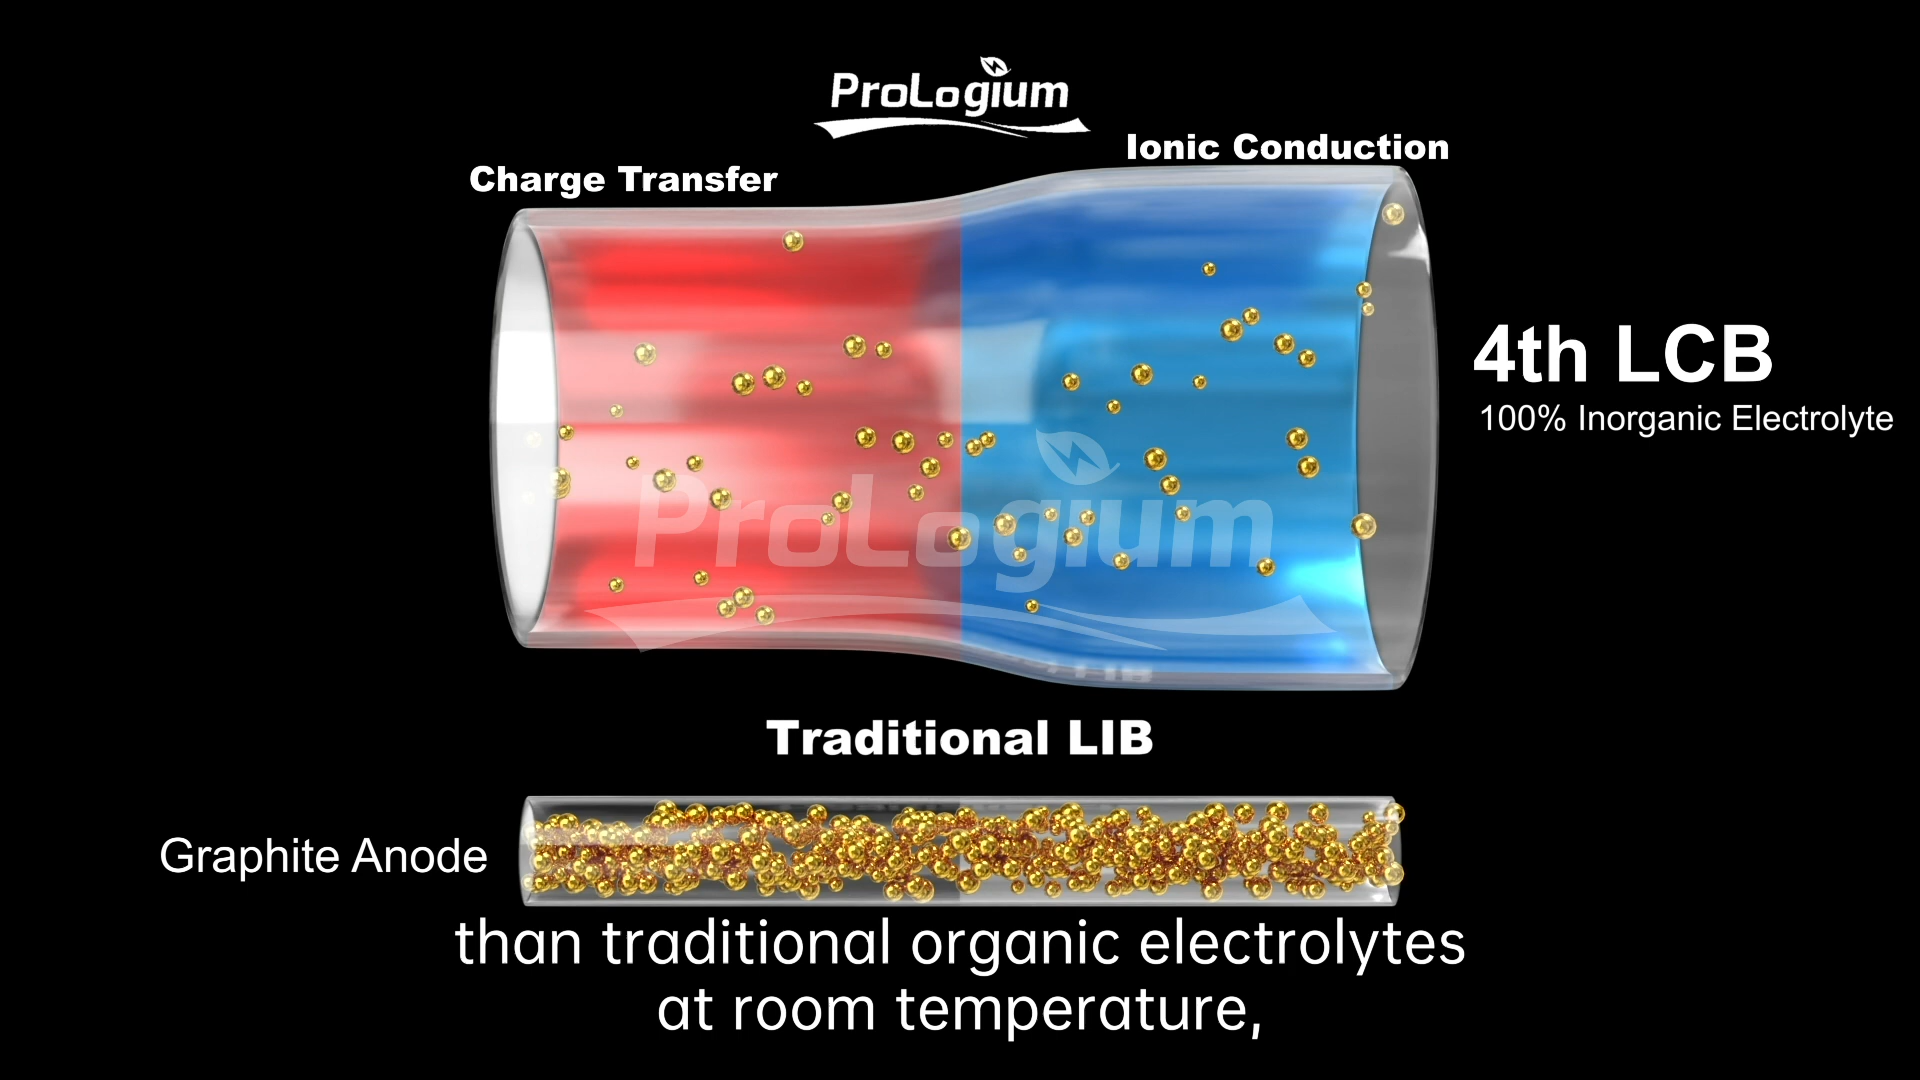 ProLogium
Ionic Conduction
Charge Transfer
4th LCB
100% Inorganic Electrolyte
ProLogium
Traditional LIB
Graphite Anode
than traditional organic electrolytes
at room temperature,